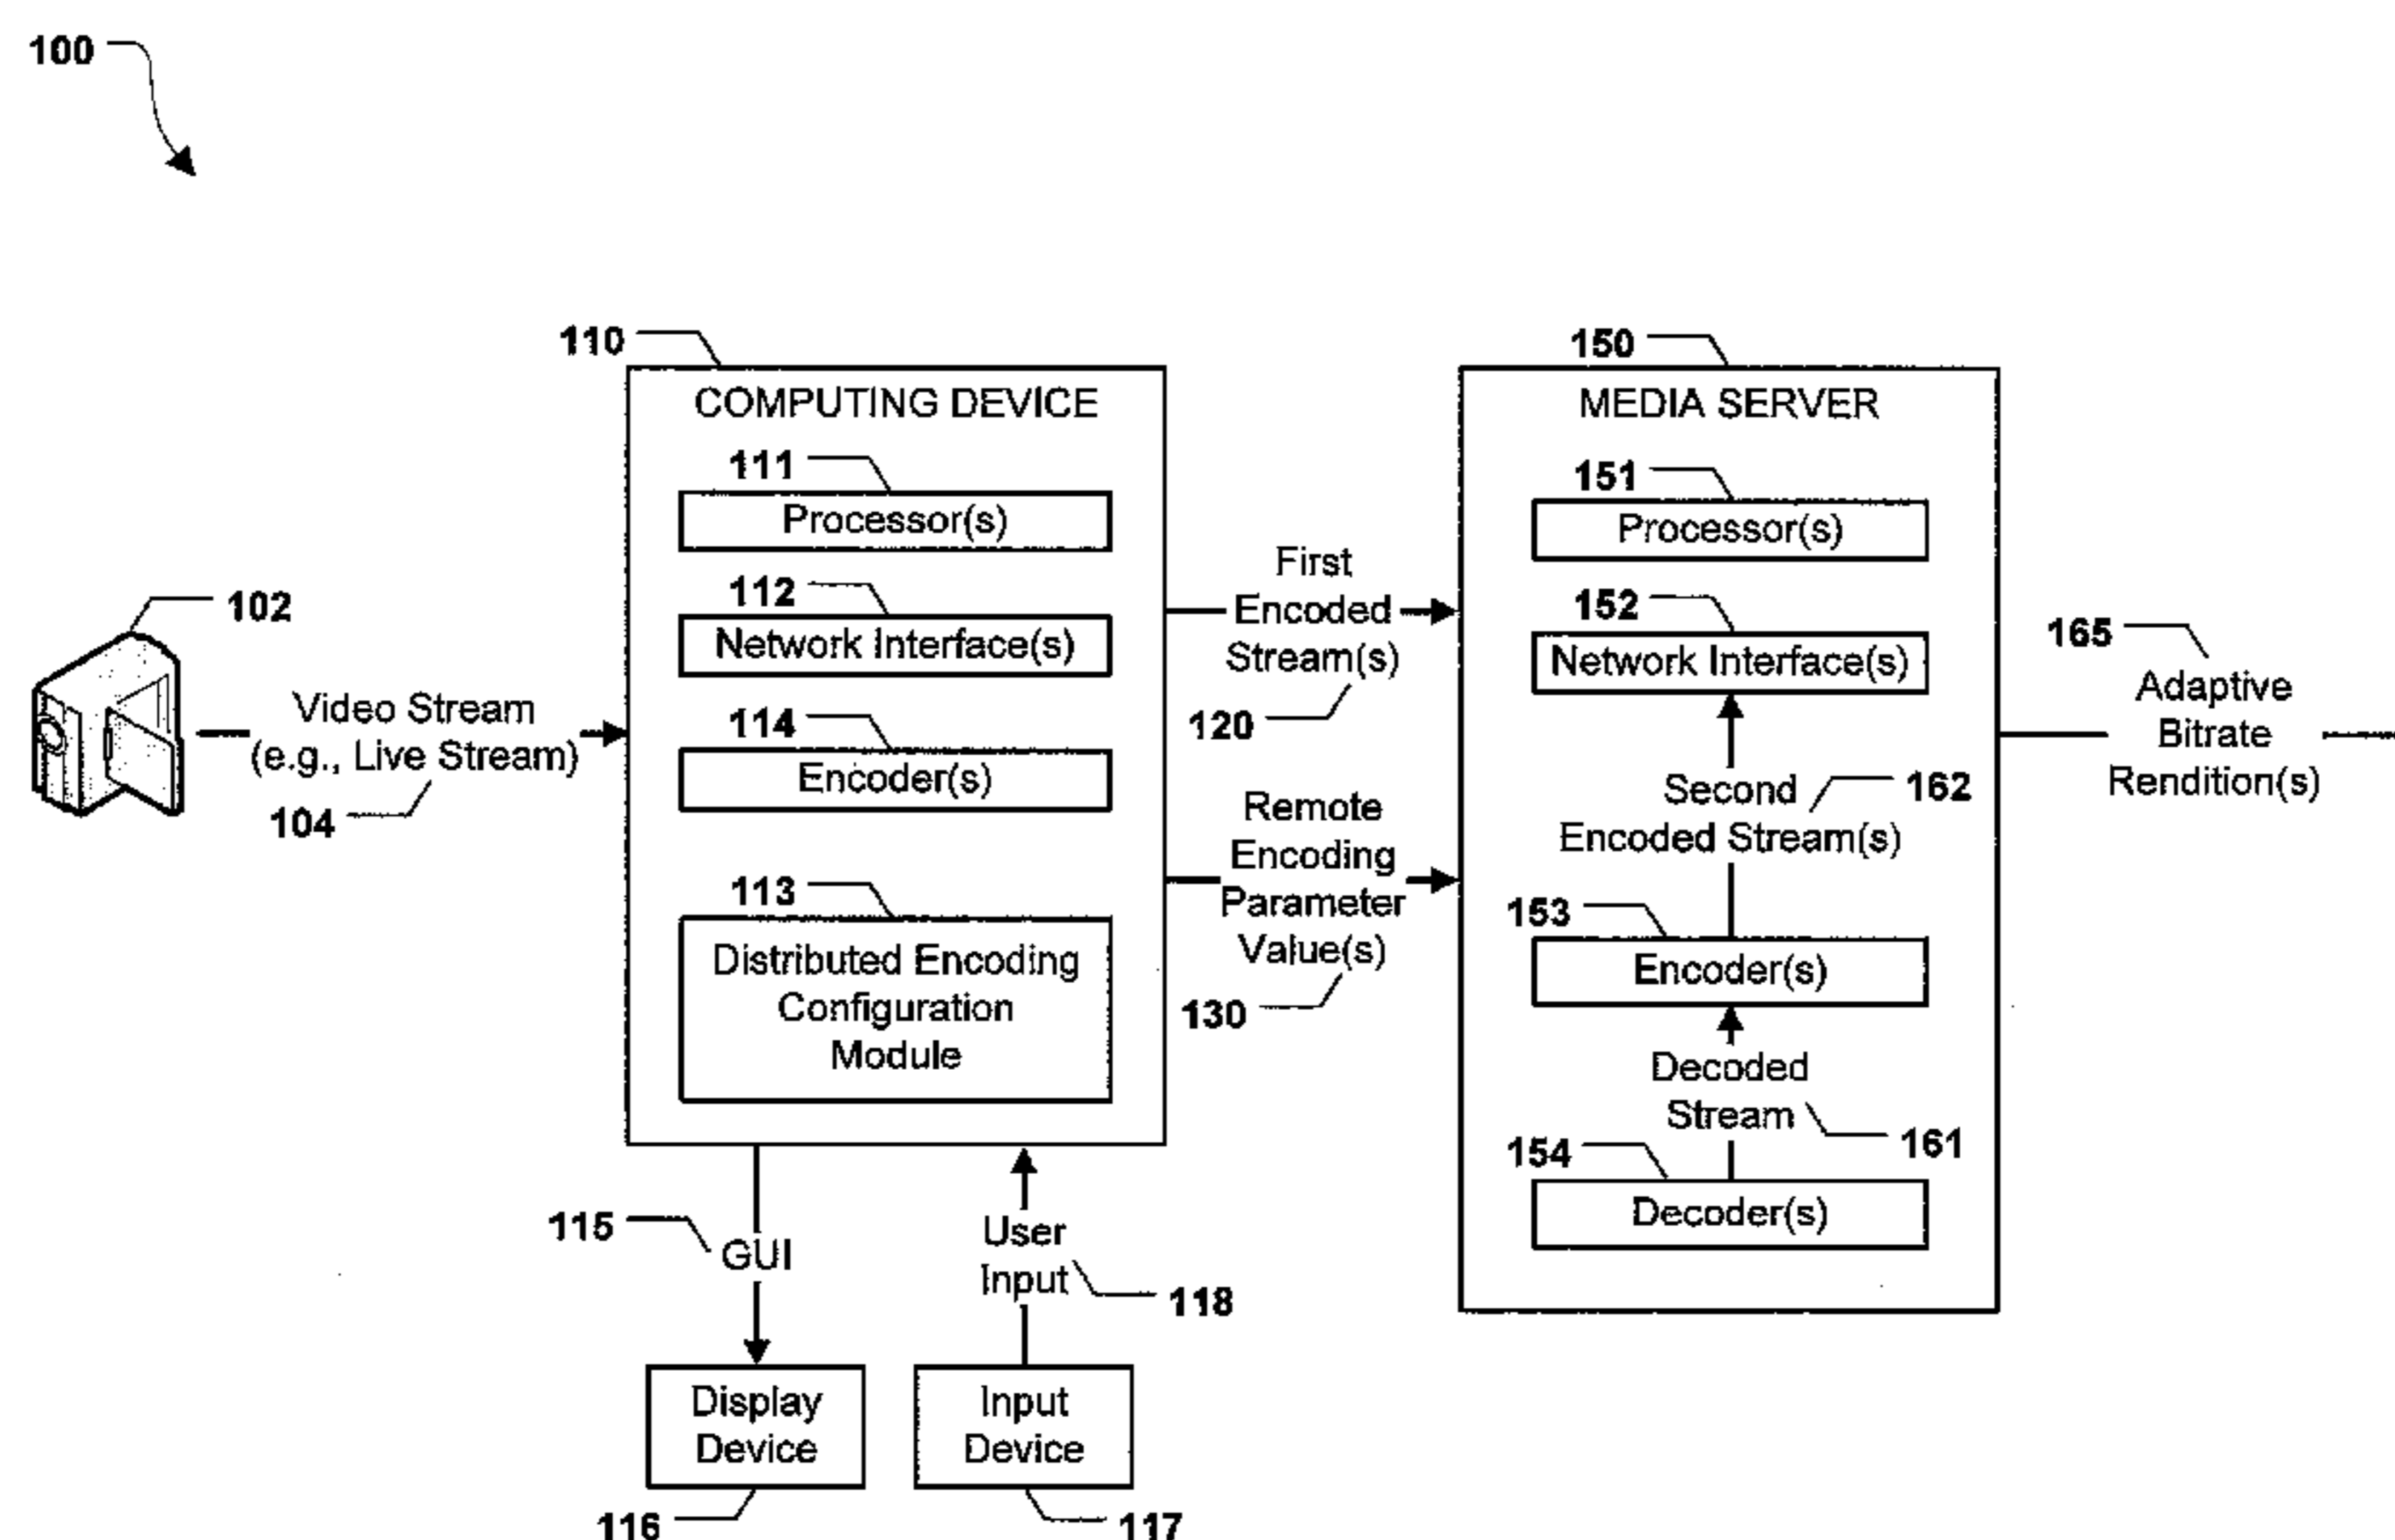 100
102
Video Stream
(e.g., Live Stream)
104
110
COMPUTING DEVICE
111
Processor(s)
112
Network Interface(s)
114
Encoder(s)
113
Distributed Encoding
Configuration
Module
115
GUI
User
Input
118
Display
Device
116
Input
Device
117
First
Encoded
Stream(s)
120
Remote
Encoding
Parameter
Value(s)
130
150
MEDIA SERVER
151
Processor(s)
152
Network Interface(s)
Second
Encoded Stream(s)
162
153
Encoder(s)
Decoded
Stream
161
154
Decoder(s)
165
Adaptive
Bitrate
Rendition(s)